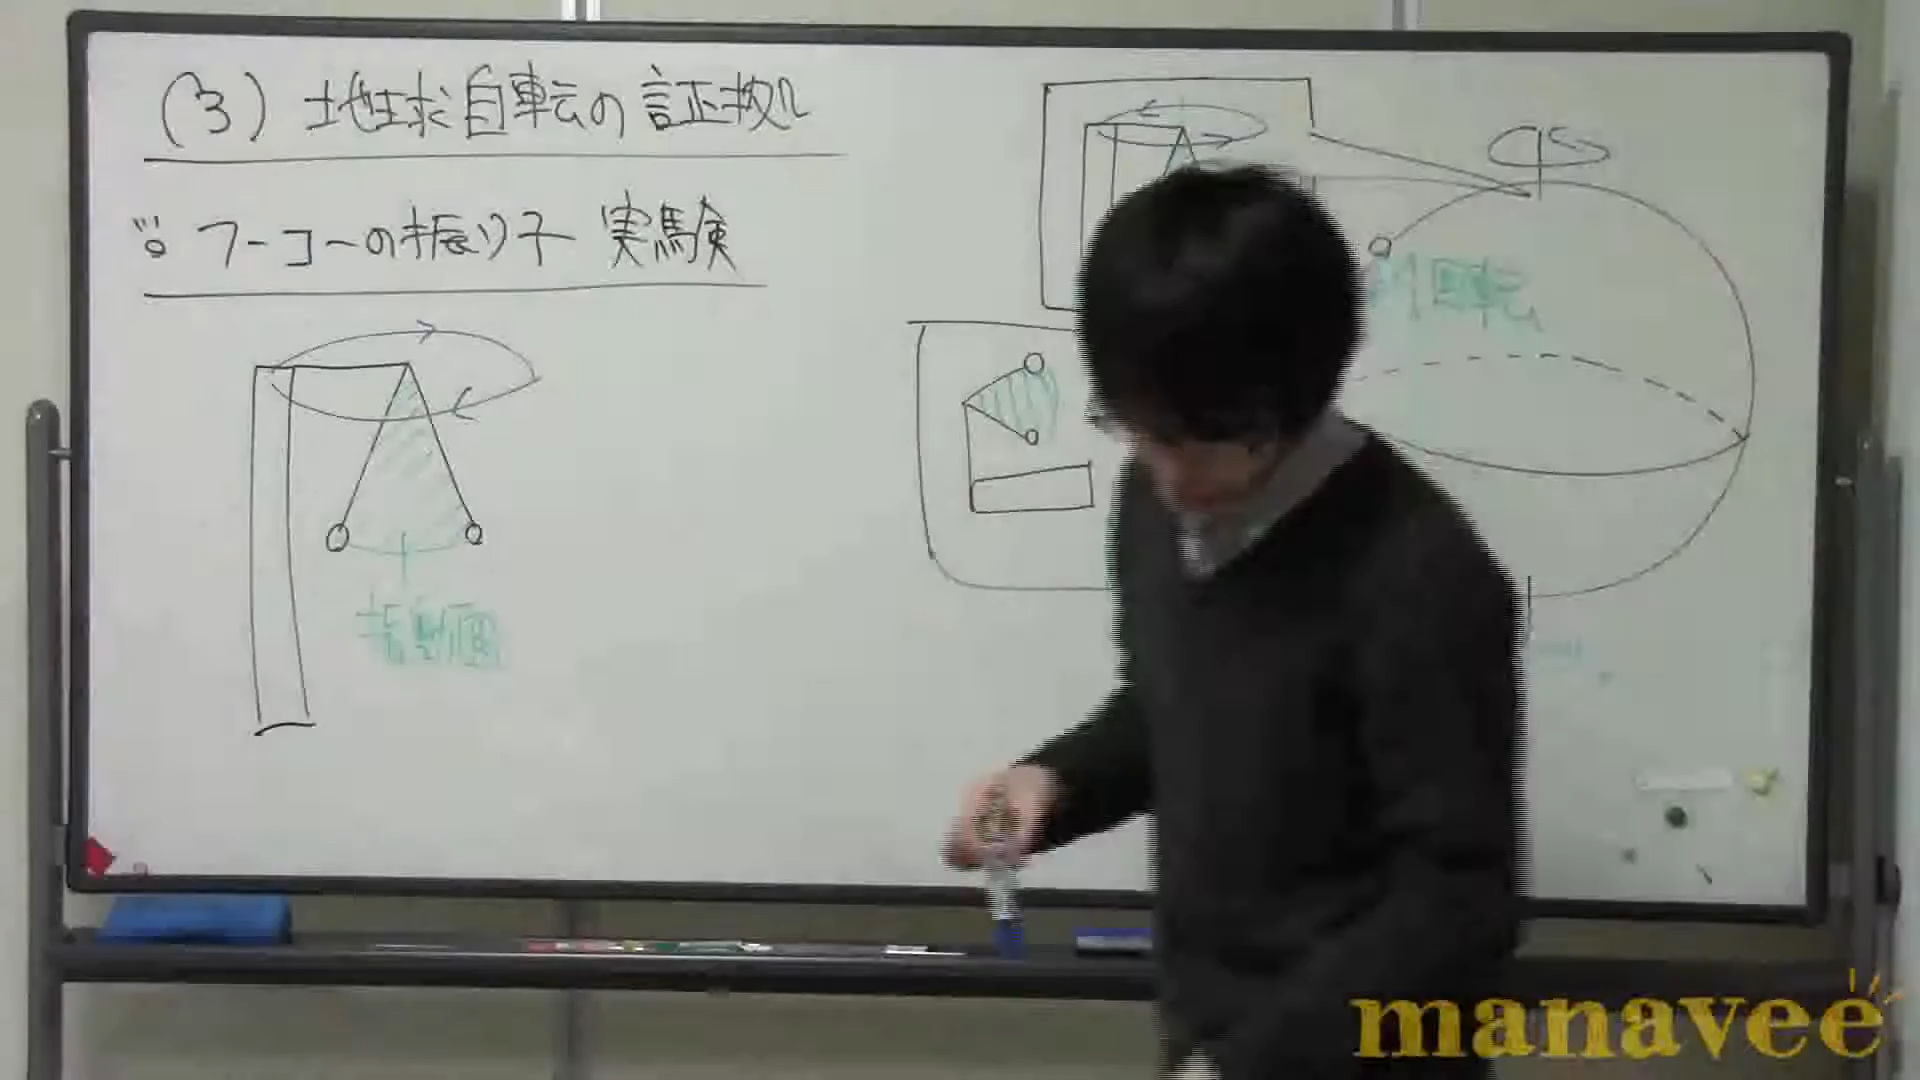 (3) 地球自転の証拠
フーコーの振り子 実験
振動面
回転
manavee